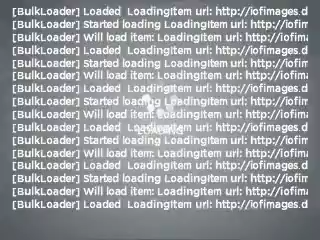 [BulkLoader] Loaded  LoadingItem url: http://iofimages.d
[BulkLoader] Started loading LoadingItem url: http://iofim
[BulkLoader] Will load item: LoadingItem url: http://iofima
[BulkLoader] Loaded  LoadingItem url: http://iofimages.d
[BulkLoader] Started loading LoadingItem url: http://iofim
[BulkLoader] Will load item: LoadingItem url: http://iofima
[BulkLoader] Loaded  LoadingItem url: http://iofimages.d
[BulkLoader] Started loading LoadingItem url: http://iofim
[BulkLoader] Will load item: LoadingItem url: http://iofima
[BulkLoader] Loaded  LoadingItem url: http://iofimages.d
LOADING
[BulkLoader] Started loading LoadingItem url: http://iofim
[BulkLoader] Will load item: LoadingItem url: http://iofima
[BulkLoader] Loaded  LoadingItem url: http://iofimages.d
[BulkLoader] Started loading LoadingItem url: http://iofim
[BulkLoader] Will load item: LoadingItem url: http://iofima
[BulkLoader] Loaded  LoadingItem url: http://iofimages.d